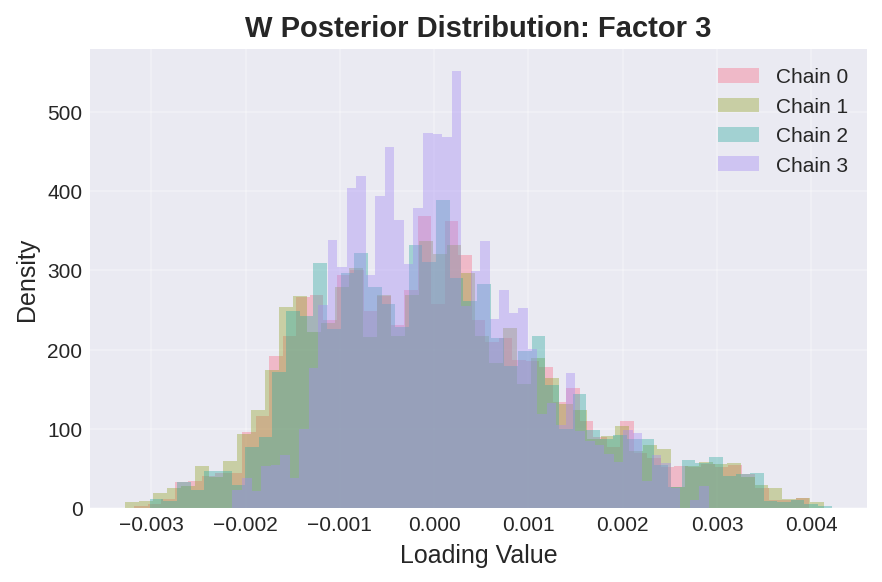 W Posterior Distribution: Factor 3
Chain 0
Chain 1
Chain 2
Chain 3
Density
500
400
300
200
100
0
−0.003 −0.002 −0.001 0.000 0.001 0.002 0.003 0.004
Loading Value